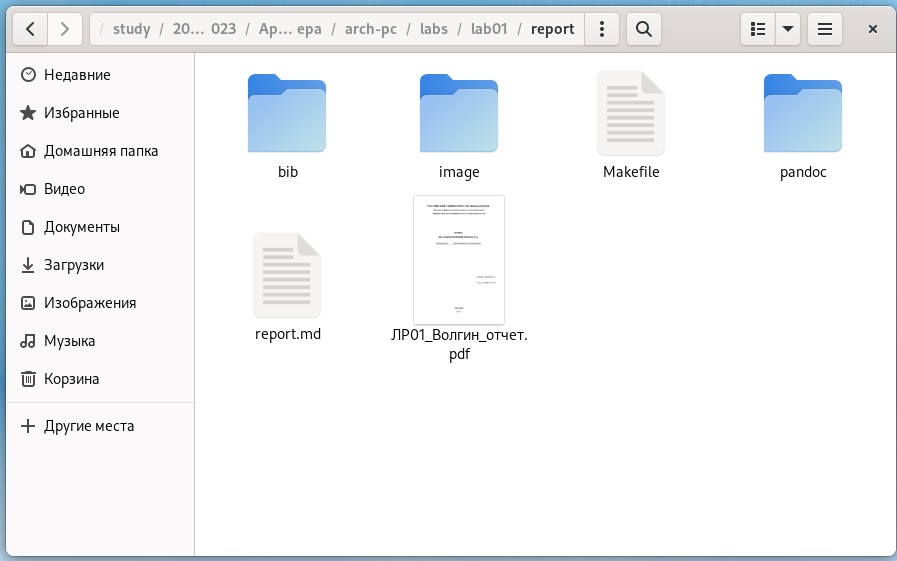 / study / 20... 023 / Ap... ера / arch-pc / labs / lab01 / report
Недавние
Избранные
Домашняя папка
Видео
Документы
Загрузки
Изображения
Музыка
Корзина
Другие места
bib
image
Makefile
pandoc
report.md
ЛР01_Волгин_отчет.
pdf